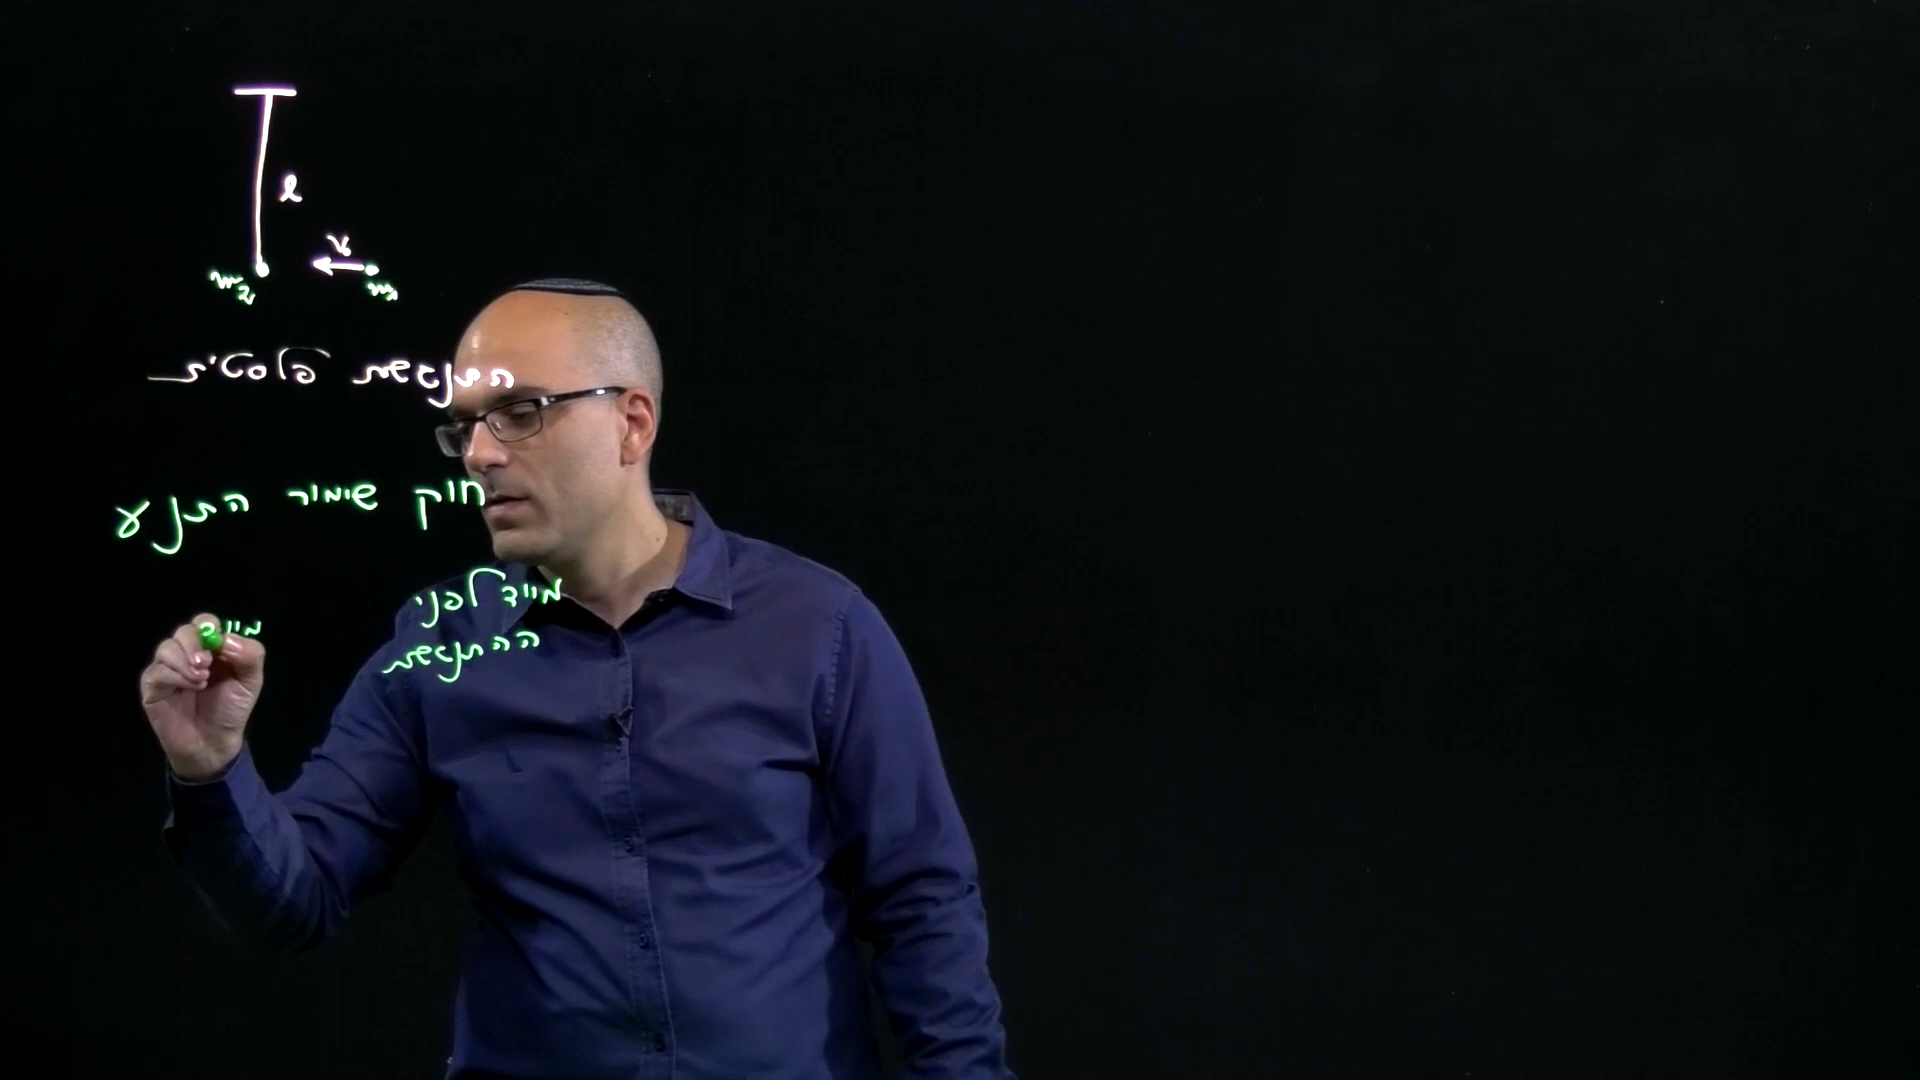 l
v
m₂ m₁
התנגשות פלסטית
חוק שימור התנע
מייד לפני
ההתנגשות
מייד